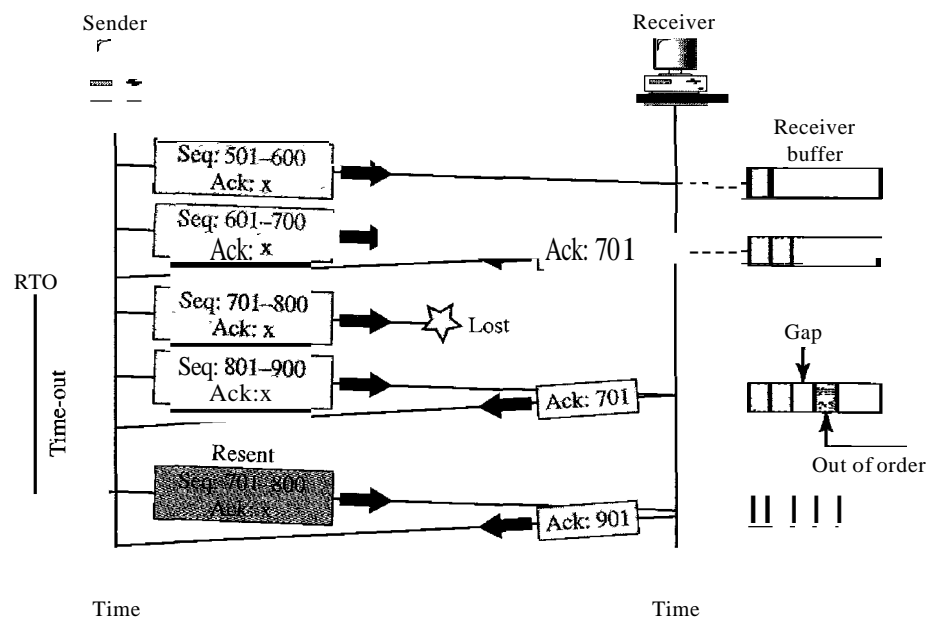 Sender
Receiver
Receiver
buffer
Seq: 501–600
Ack: x
Seq: 601–700
Ack: x
Ack: 701
RTO
Seq: 701–800
Ack: x
Lost
Gap
Seq: 801–900
Ack:x
Ack: 701
Time-out
Out of order
Resent
Seq: 701–800
Ack: x
Ack: 901
Time
Time